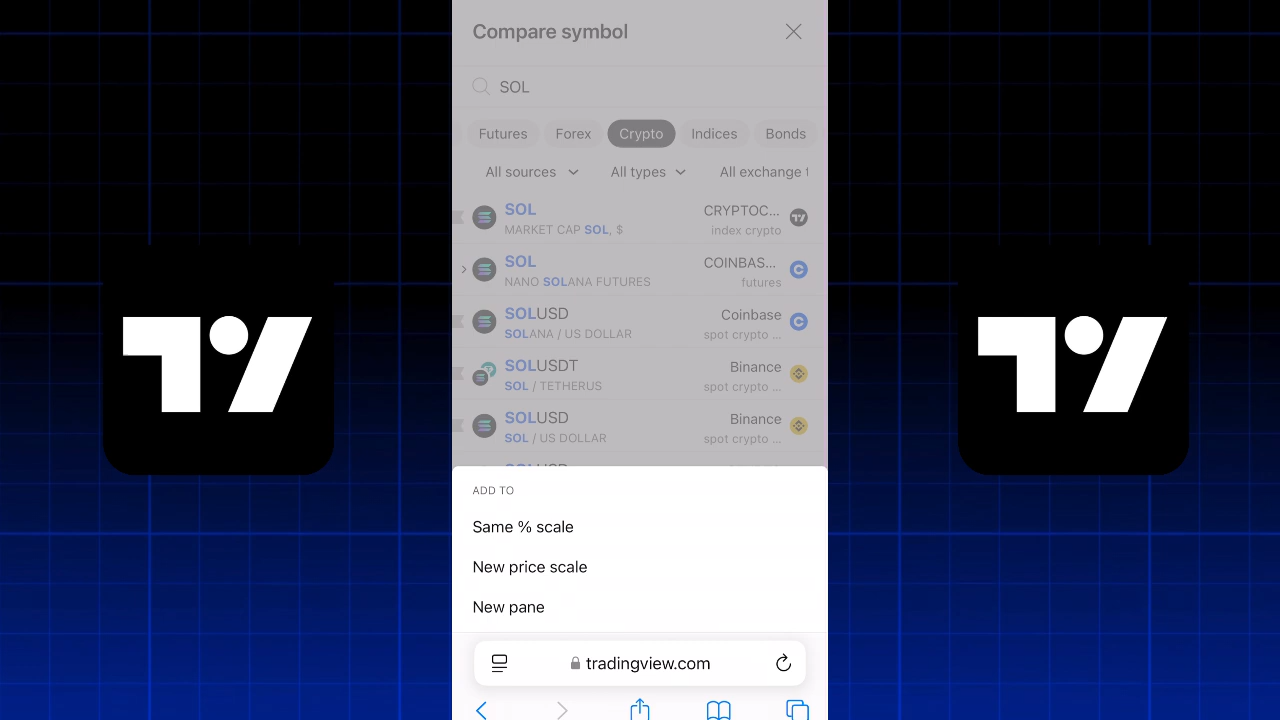 Compare symbol
SOL
Futures Forex Crypto Indices Bonds
All sources All types All exchange
SOL CRYPTOC...
MARKET CAP SOL, $ index crypto
SOL COINBAS...
NANO SOLANA FUTURES futures
SOLUSD Coinbase
SOLANA / US DOLLAR spot crypto ...
SOLUSDT Binance
SOL / TETHERUS spot crypto ...
SOLUSD Binance
SOL / US DOLLAR spot crypto ...
ADD TO
Same % scale
New price scale
New pane
tradingview.com